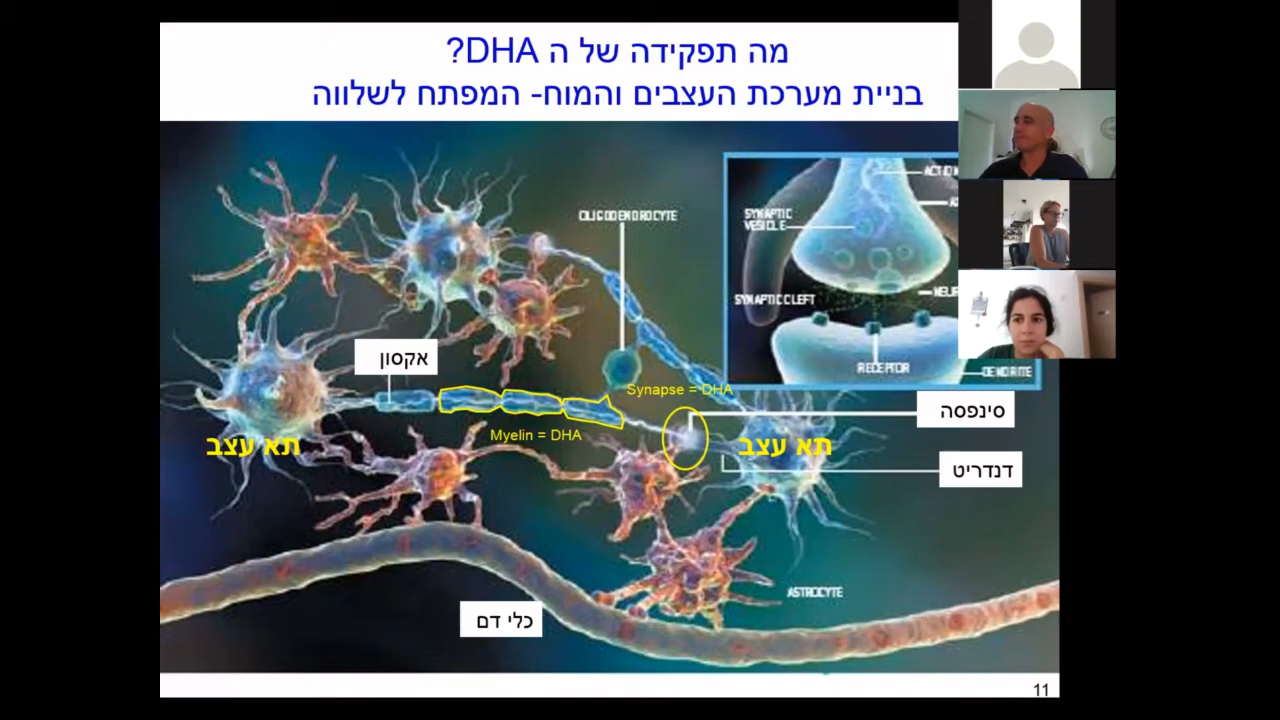 מה תפקידה של ה DHA?
בניית מערכת העצבים והמוח- המפתח לשלווה
OLIGODENDROCYTE
SYNAPTIC
VESICLE
SYNAPTIC CLEFT
RECEPTOR
DENDRITE
אקסון
Synapse = DHA
Myelin = DHA
סינפסה
תא עצב
תא עצב
דנדריט
ASTROCYTE
כלי דם
11